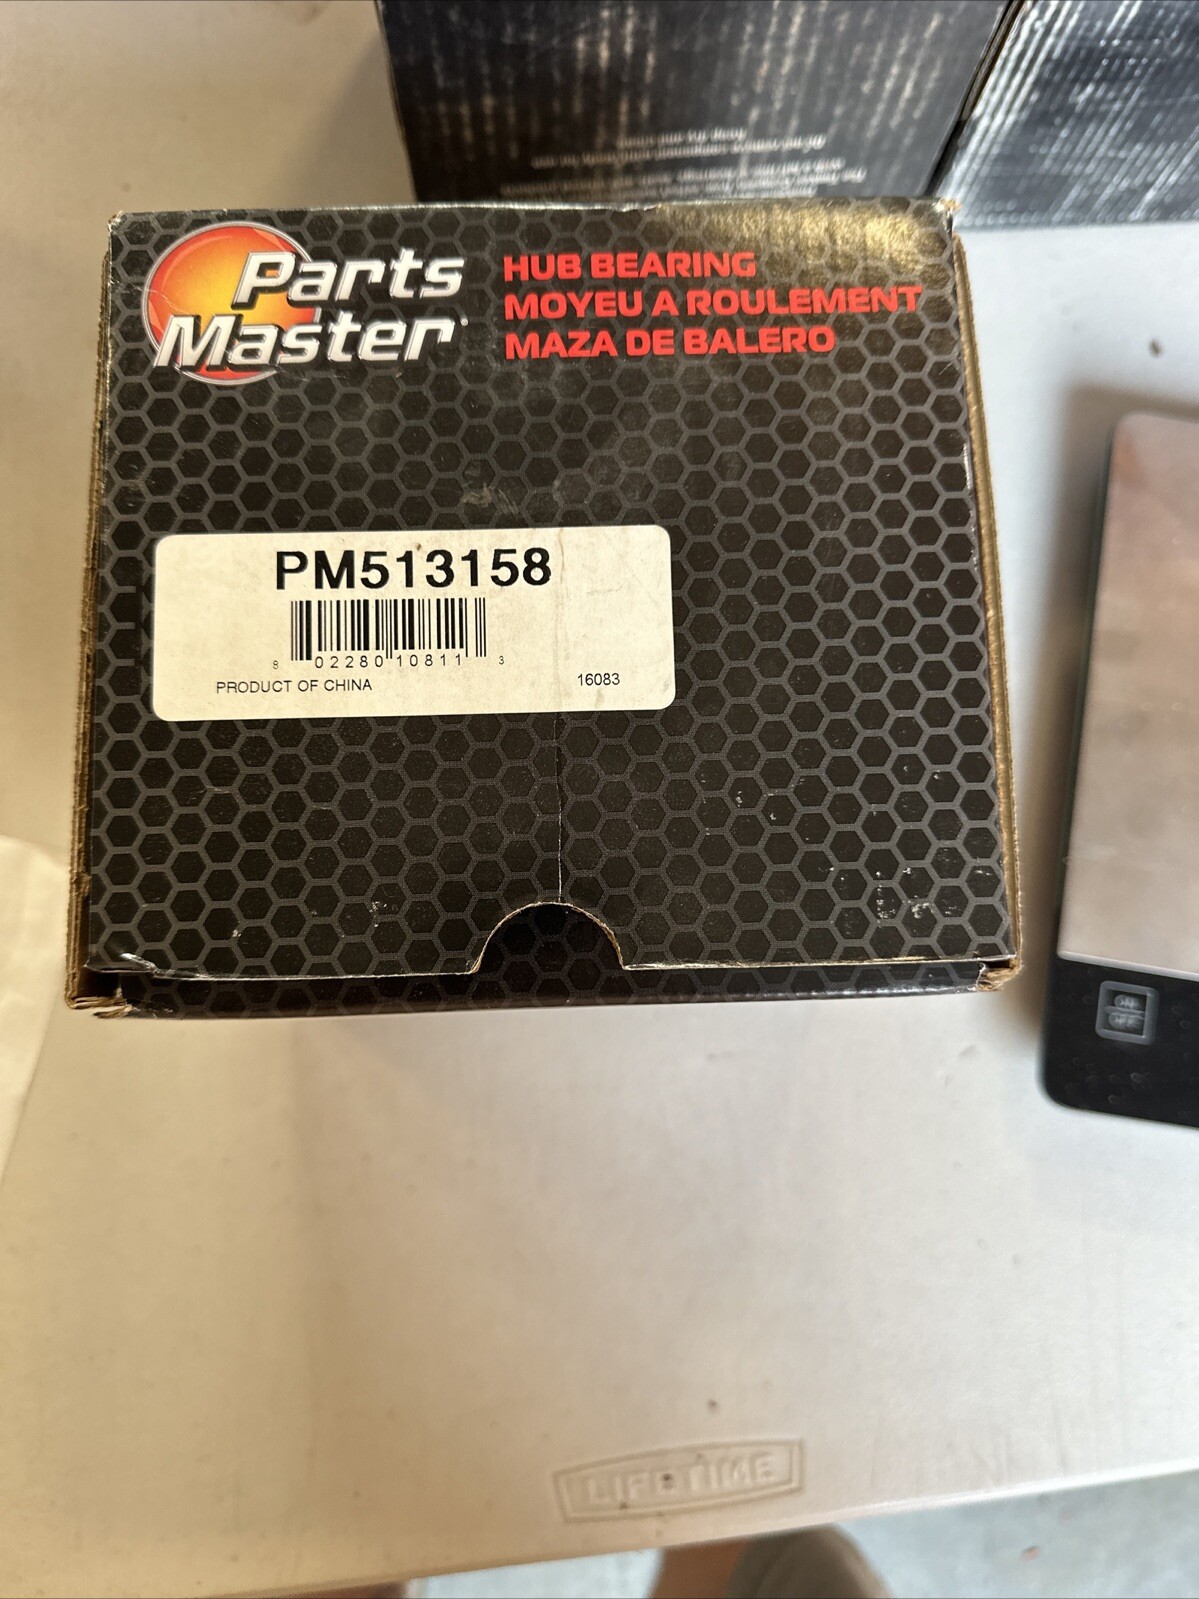 Parts
Master
HUB BEARING
MOYEU A ROULEMENT
MAZA DE BALERO
PM513158
8 02280 10811 3
PRODUCT OF CHINA
16083
ON
OFF
LIFETIME